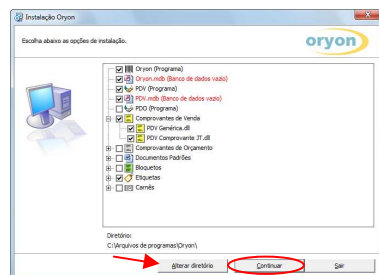 Instalação Oryon
Escolha abaixo as opções de instalação.
oryon
Oryon (Programa)
Oryon.mdb (Banco de dados vazio)
PDV (Programa)
PDV.mdb (Banco de dados vazio)
PDO (Programa)
Comprovantes de Venda
PDV Genérica.dll
PDV Comprovante JT.dll
Comprovantes de Orçamento
Documentos Padrões
Bloquetos
Etiquetas
Carnês
Diretório:
C:\Arquivos de programas\Oryon\
Alterar diretório Continuar Sair